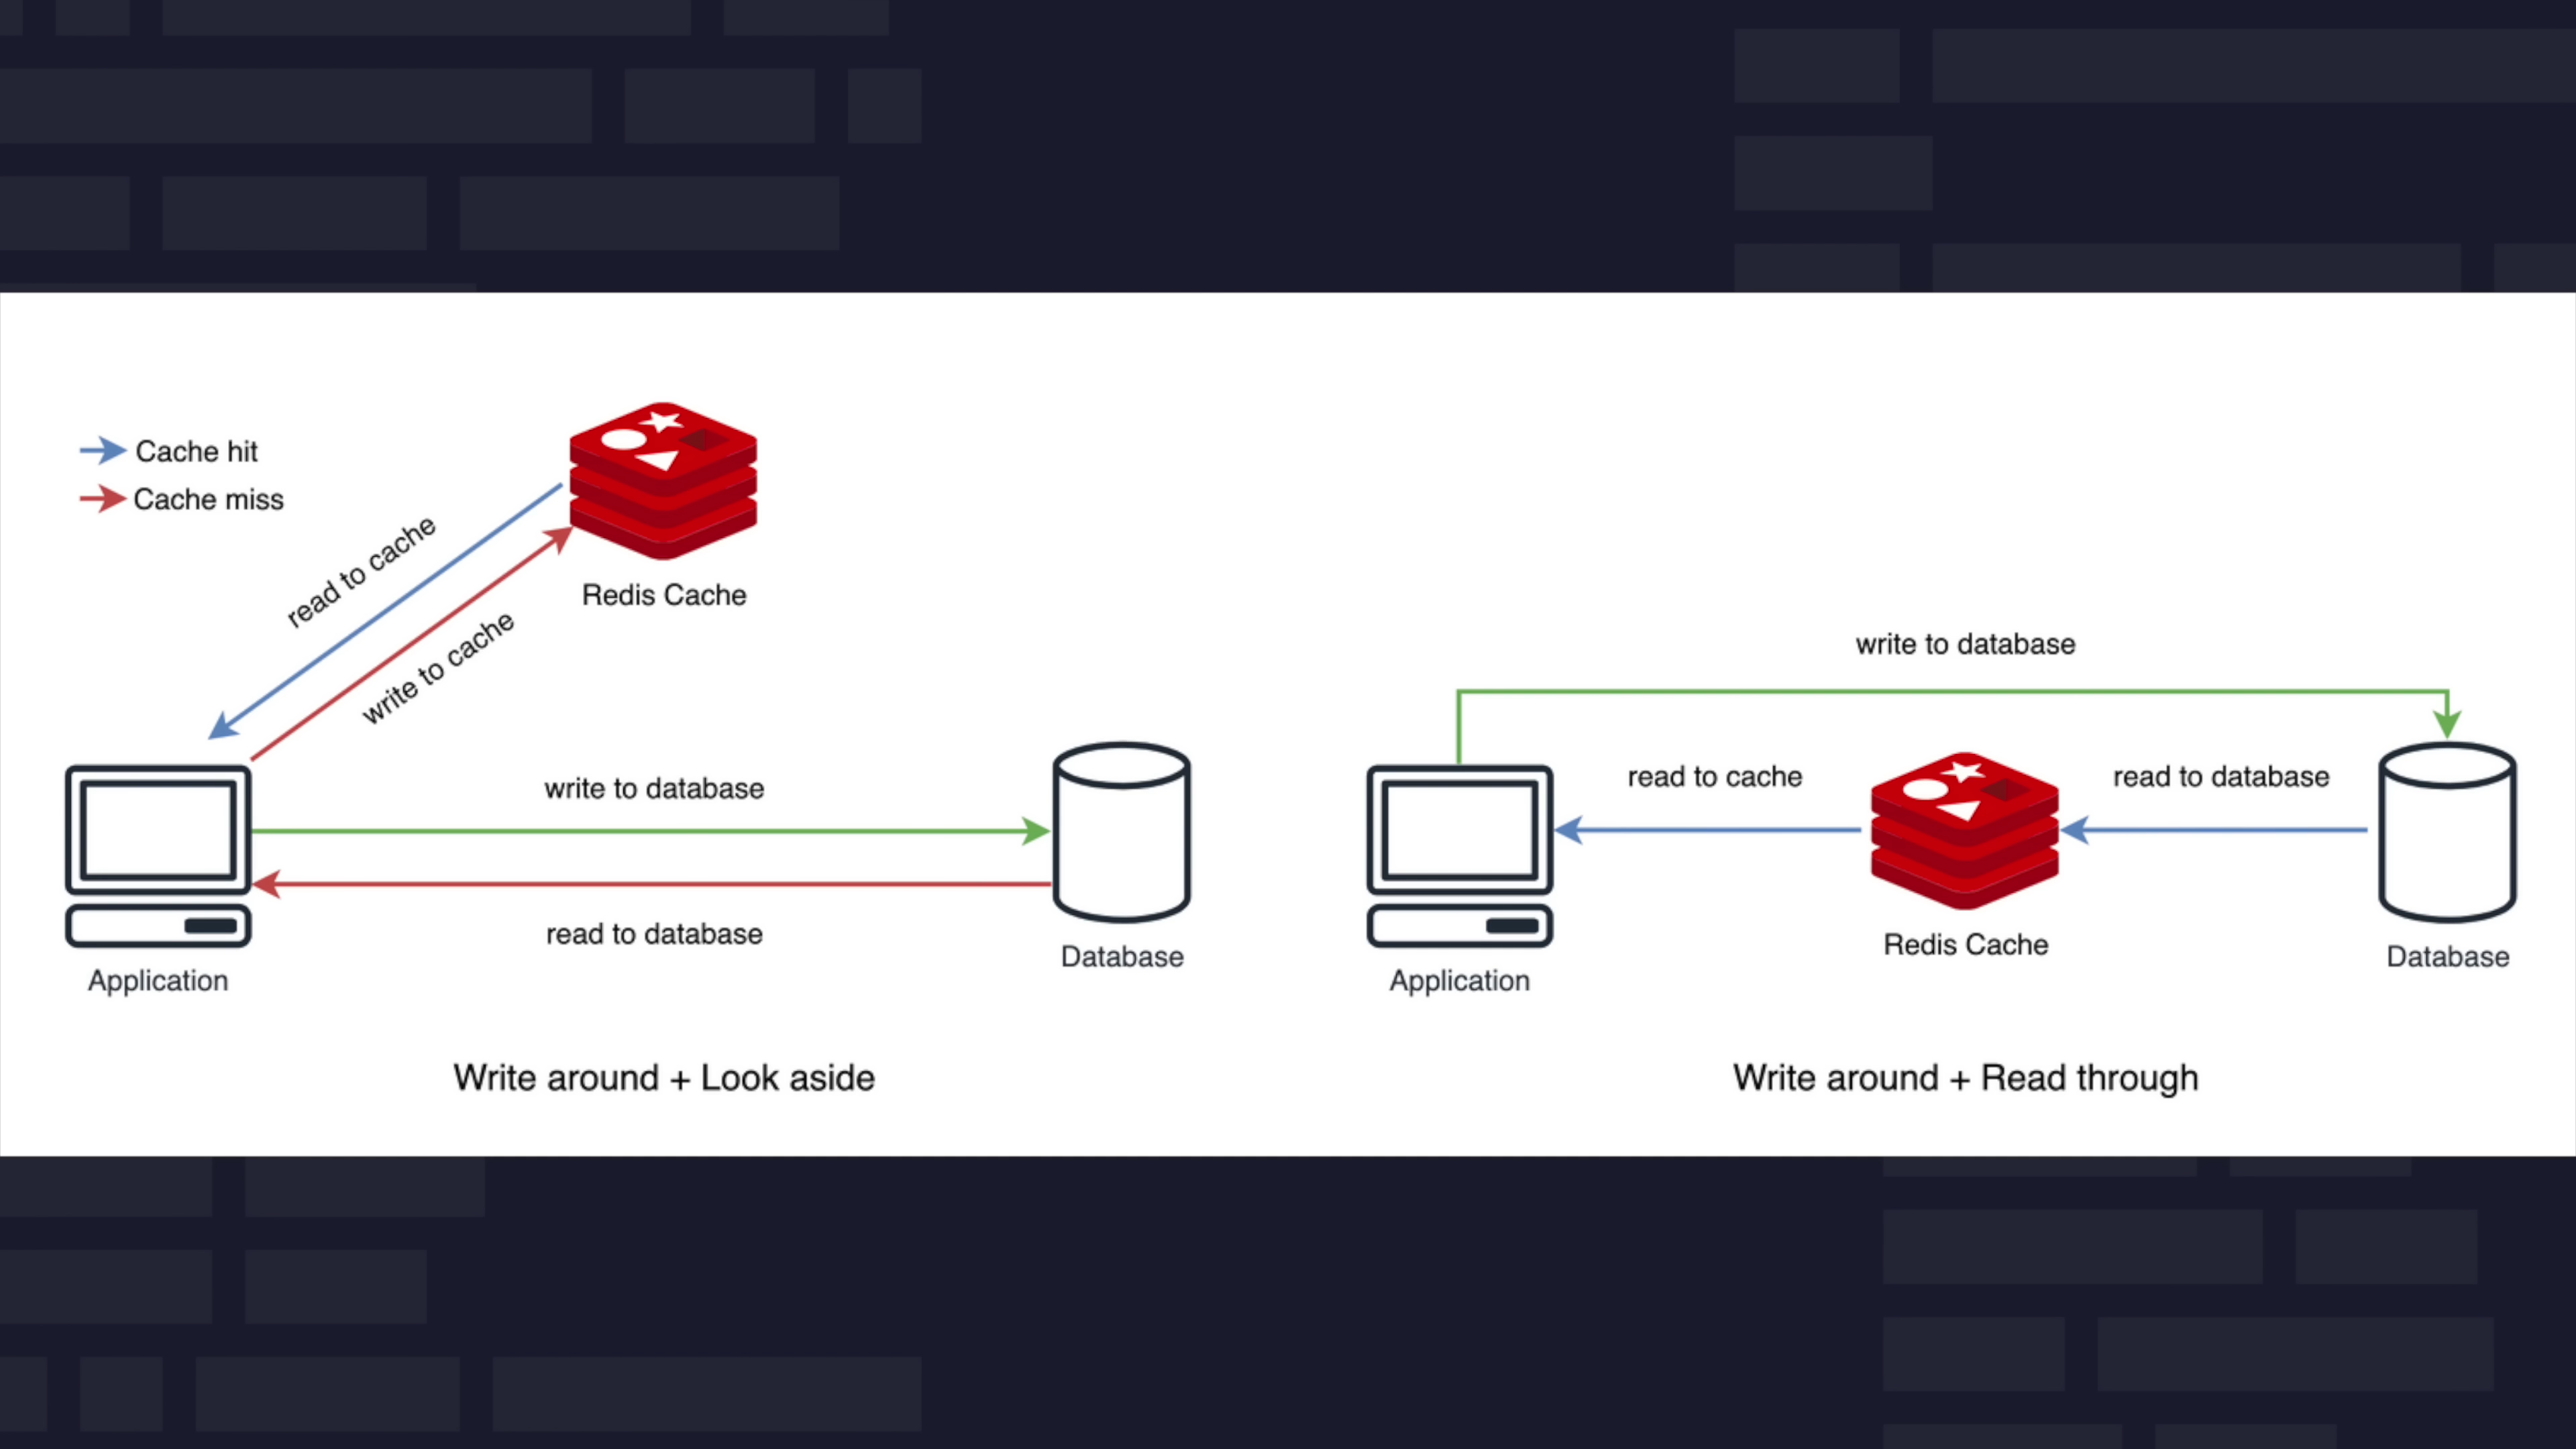 Cache hit
Cache miss
read to cache
write to cache
Redis Cache
write to database
read to database
Application
Database
Write around + Look aside
write to database
read to cache
read to database
Application
Redis Cache
Database
Write around + Read through